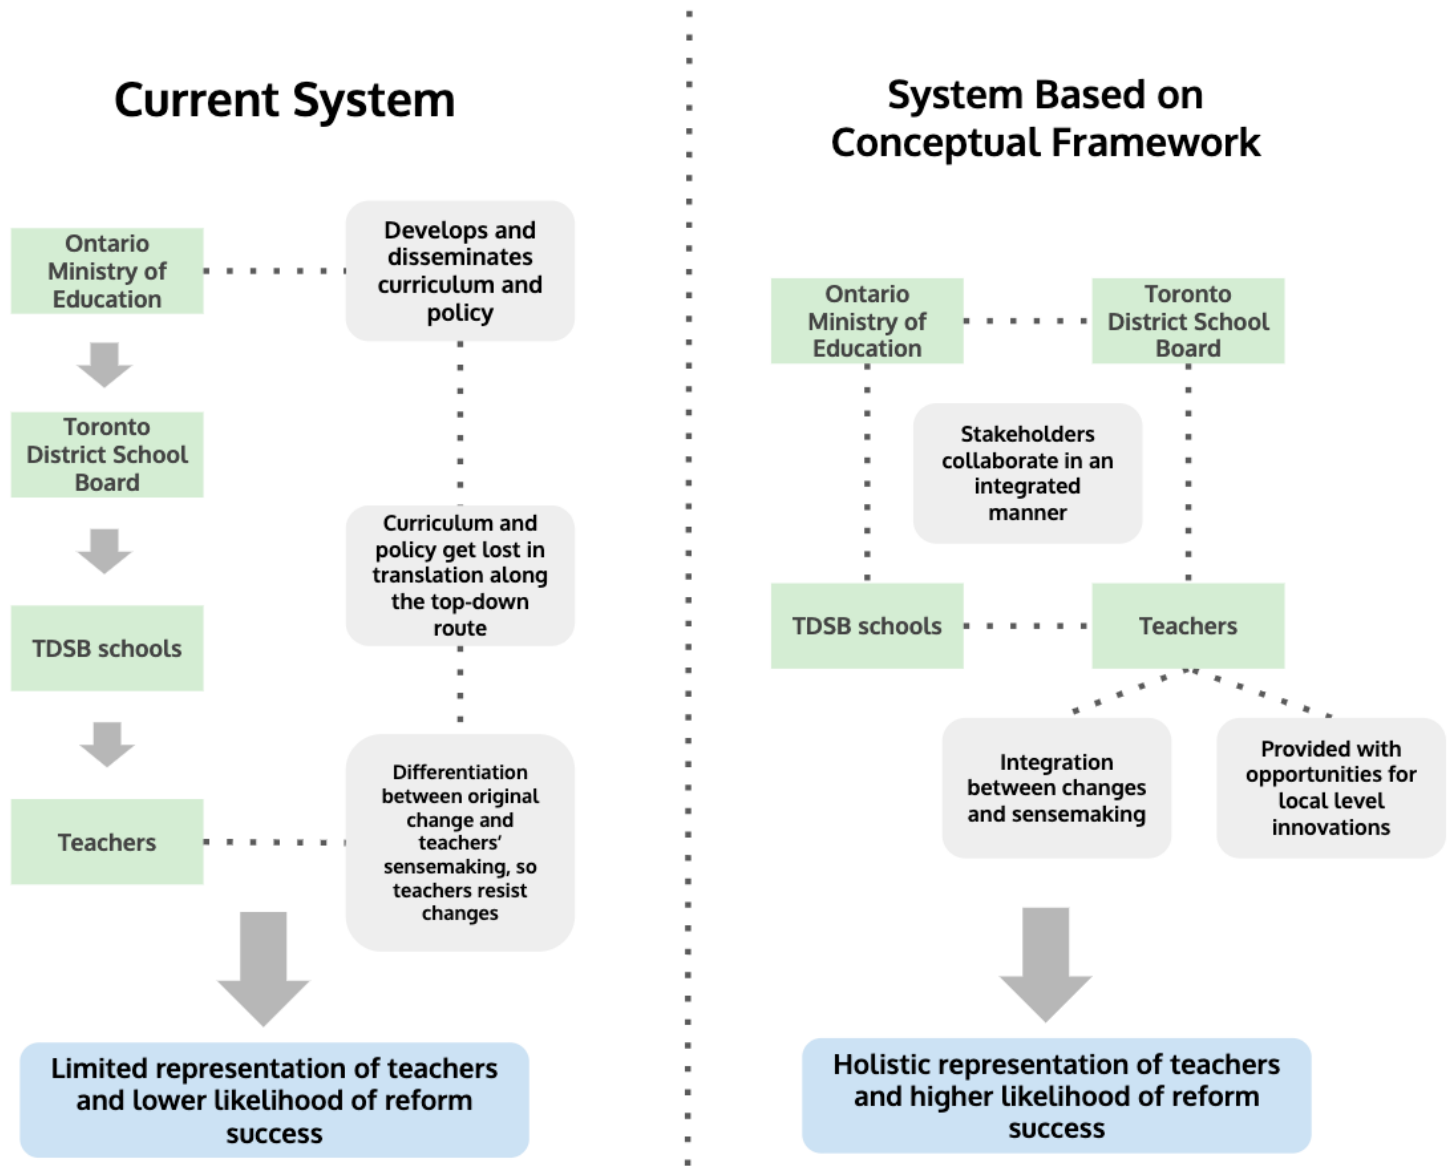 Current System
Ontario
Ministry of
Education
Develops and
disseminates
curriculum and
policy
Toronto
District School
Board
Curriculum and
policy get lost in
translation along
the top-down
route
TDSB schools
Teachers
Differentiation
between original
change and
teachers'
sensemaking, so
teachers resist
changes
Limited representation of teachers
and lower likelihood of reform
success
System Based on
Conceptual Framework
Ontario
Ministry of
Education
Toronto
District School
Board
Stakeholders
collaborate in an
integrated
manner
TDSB schools
Teachers
Integration
between changes
and sensemaking
Provided with
opportunities for
local level
innovations
Holistic representation of teachers
and higher likelihood of reform
success